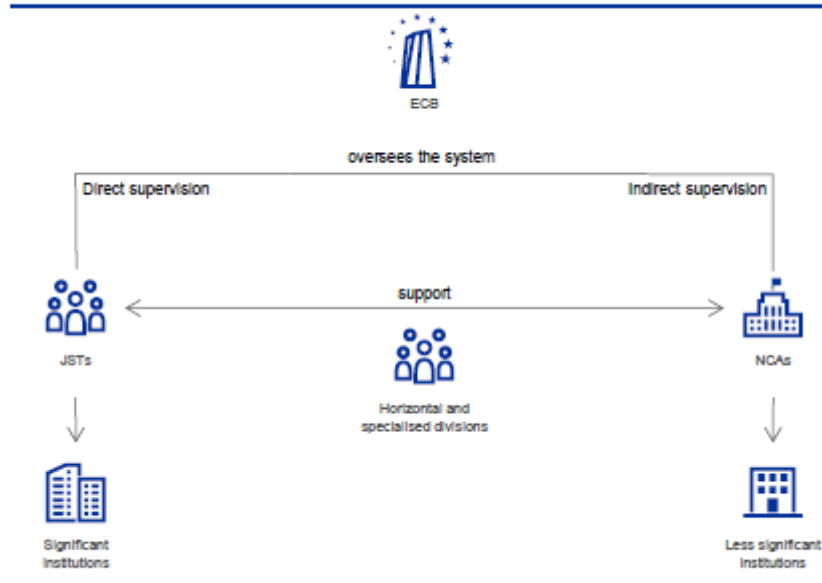 ECB
oversees the system
Direct supervision
Indirect supervision
support
JSTs
NCAs
Horizontal and
specialised divisions
Significant
institutions
Less significant
institutions